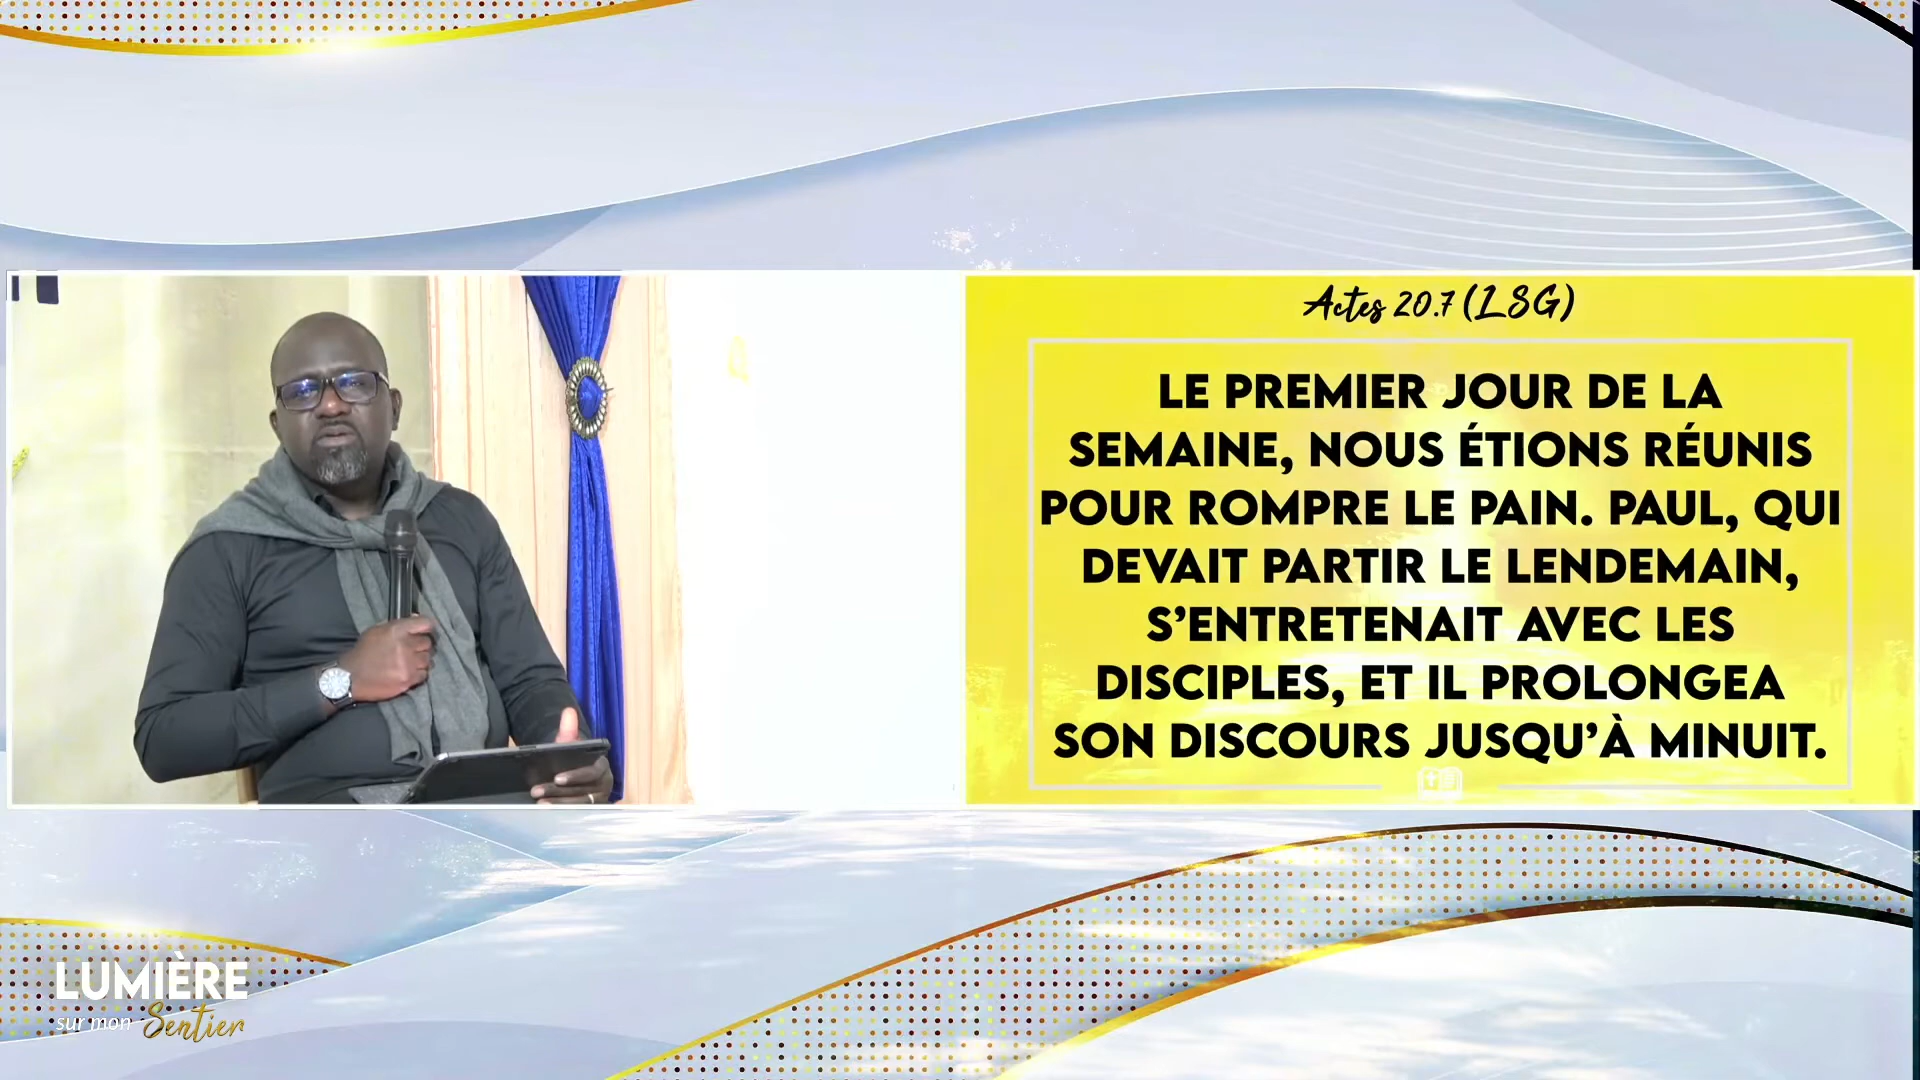 Actes 20.7 (LSG)
LE PREMIER JOUR DE LA
SEMAINE, NOUS ÉTIONS RÉUNIS
POUR ROMPRE LE PAIN. PAUL, QUI
DEVAIT PARTIR LE LENDEMAIN,
S’ENTRETENAIT AVEC LES
DISCIPLES, ET IL PROLONGEA
SON DISCOURS JUSQU’À MINUIT.
LUMIÈRE
sur mon Sentier